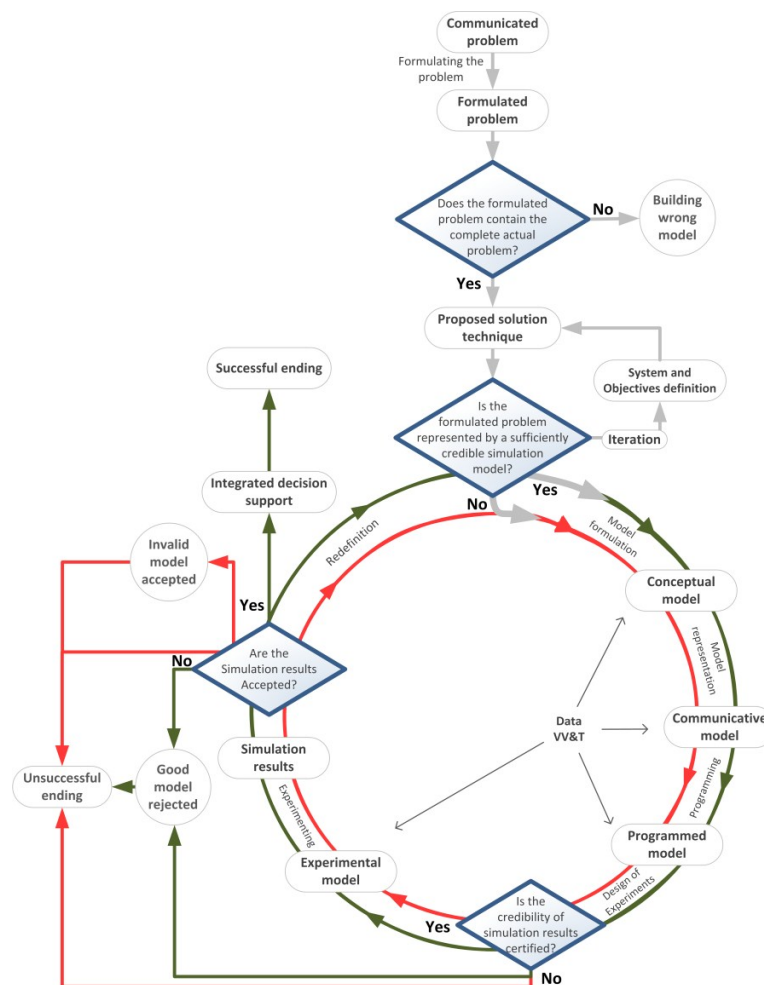 Communicated
problem
Formulating the
problem
Formulated
problem
Does the formulated
problem contain the
complete actual
problem?
No
Building
wrong
model
Yes
Proposed solution
technique
System and
Objectives definition
Iteration
Is the
formulated problem
represented by a sufficiently
credible simulation
model?
Yes
No
Successful ending
Integrated decision
support
Invalid
model
accepted
Yes
No
Are the
Simulation results
Accepted?
Redefinition
Model
formulation
Conceptual
model
Model
representation
Communicative
model
Programming
Programmed
model
Design of
Experiments
Data
VV&T
Simulation
results
Experimenting
Experimental
model
Unsuccessful
ending
Good
model
rejected
Is the
credibility of
simulation results
certified?
Yes
No